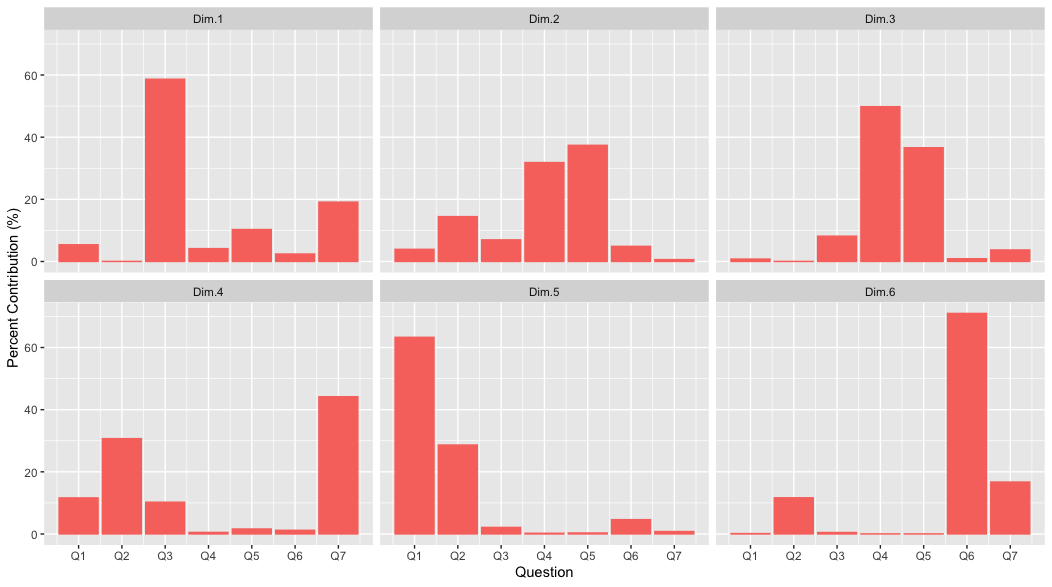 Dim.1 Dim.2 Dim.3
60
40
20
0
Dim.4 Dim.5 Dim.6
60
40
20
0
Q1 Q2 Q3 Q4 Q5 Q6 Q7 Q1 Q2 Q3 Q4 Q5 Q6 Q7 Q1 Q2 Q3 Q4 Q5 Q6 Q7
Question
Percent Contribution (%)